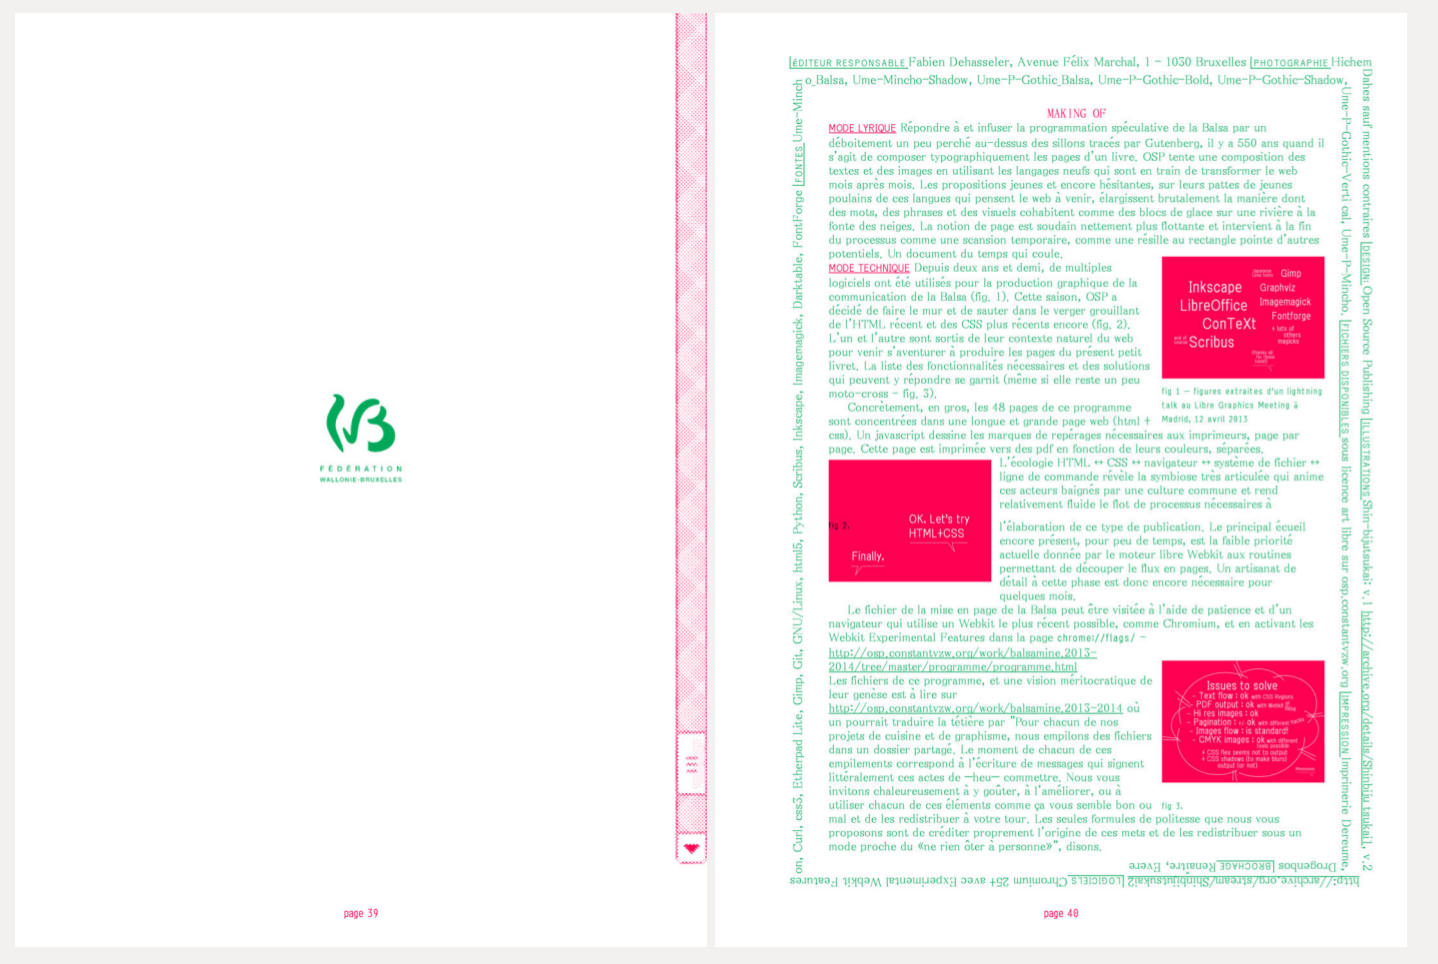 FÉDÉRATION
WALLONIE-BRUXELLES
page 39
ÉDITEUR RESPONSABLE Fabien Dehasseler, Avenue Félix Marchal, 1 - 1030 Bruxelles PHOTOGRAPHIE Hichem
Dahes sauf mentions contraires DESIGN: Open Source Publishing ILLUSTRATIONS Shin-bijutsukai: v.1 http://archive.org/details/Shinbiju tsukai1, v.2
http://archive.org/stream/Shinbijutsukai2 LOGICIELS Chromium 25+ avec Experimental Webkit Features
on, Curl, css3, Etherpad Lite, Gimp, Git, GNU/Linux, html5, Python, Scribus, Inkscape, Imagemagick, Darktable, FontForge FONTES Ume-Minch
o_Balsa, Ume-Mincho-Shadow, Ume-P-Gothic_Balsa, Ume-P-Gothic-Bold, Ume-P-Gothic-Shadow,
Ume-P-Gothic-Verti cal, Ume-P-Mincho. FICHIERS DISPONIBLES sous licence art libre sur osp.constantvzw.org IMPRESSION Imprimerie Dereume,
Drogenbos BROCHAGE Renaître, Evere
MAKING OF
MODE LYRIQUE Répondre à et infuser la programmation spéculative de la Balsa par un
déboitement un peu perché au-dessus des sillons tracés par Gutenberg, il y a 550 ans quand il
s'agit de composer typographiquement les pages d'un livre. OSP tente une composition des
textes et des images en utilisant les langages neufs qui sont en train de transformer le web
mois après mois. Les propositions jeunes et encore hésitantes, sur leurs pattes de jeunes
poulains de ces langues qui pensent le web à venir, élargissent brutalement la manière dont
des mots, des phrases et des visuels cohabitent comme des blocs de glace sur une rivière à la
fonte des neiges. La notion de page est soudain nettement plus flottante et intervient à la fin
du processus comme une scansion temporaire, comme une résille au rectangle pointe d'autres
potentiels. Un document du temps qui coule.
MODE TECHNIQUE Depuis deux ans et demi, de multiples
logiciels ont été utilisés pour la production graphique de la
communication de la Balsa (fig. 1). Cette saison, OSP a
décidé de faire le mur et de sauter dans le verger grouillant
de l'HTML récent et des CSS plus récents encore (fig. 2).
L'un et l'autre sont sortis de leur contexte naturel du web
pour venir s'aventurer à produire les pages du présent petit
livret. La liste des fonctionnalités nécessaires et des solutions
qui peuvent y répondre se garnit (même si elle reste un peu
moto-cross - fig. 3).
Inkscape
LibreOffice
ConTeXt
Scribus
Gimp
Graphviz
Imagemagick
Fontforge
+ lots of
others
magicks
fig 1 — figures extraites d'un lightning
talk au Libre Graphics Meeting à
Madrid, 12 avril 2013
Concrètement, en gros, les 48 pages de ce programme
sont concentrées dans une longue et grande page web (html +
css). Un javascript dessine les marques de repérages nécessaires aux imprimeurs, page par
page. Cette page est imprimée vers des pdf en fonction de leurs couleurs, séparées.
fig 2.
OK. Let's try
HTML+CSS
Finally.
L'écologie HTML ↔ CSS ↔ navigateur ↔ système de fichier ↔
ligne de commande révèle la symbiose très articulée qui anime
ces acteurs baignés par une culture commune et rend
relativement fluide le flot de processus nécessaires à
l'élaboration de ce type de publication. Le principal écueil
encore présent, pour peu de temps, est la faible priorité
actuelle donnée par le moteur libre Webkit aux routines
permettant de découper le flux en pages. Un artisanat de
détail à cette phase est donc encore nécessaire pour
quelques mois.
Le fichier de la mise en page de la Balsa peut être visitée à l'aide de patience et d'un
navigateur qui utilise un Webkit le plus récent possible, comme Chromium, et en activant les
Webkit Experimental Features dans la page chrome://flags/ -
http://osp.constantvzw.org/work/balsamine.2013-
2014/tree/master/programme/programme.html
Les fichiers de ce programme, et une vision méritocratique de
leur genèse est à lire sur
http://osp.constantvzw.org/work/balsamine.2013-2014 où
un pourrait traduire la têtière par "Pour chacun de nos
projets de cuisine et de graphisme, nous empilons des fichiers
dans un dossier partagé. Le moment de chacun de ces
empilements correspond à l'écriture de messages qui signent
littéralement ces actes de —heu— commettre. Nous vous
invitons chaleureusement à y goûter, à l'améliorer, ou à
utiliser chacun de ces éléments comme ça vous semble bon ou
mal et de les redistribuer à votre tour. Les seules formules de politesse que nous vous
proposons sont de créditer proprement l'origine de ces mets et de les redistribuer sous un
mode proche du «ne rien ôter à personne»", disons.
Issues to solve
- Text flow : ok with CSS Regions
- PDF output : ok with Webkit
- Hi res images : ok
- Pagination : +/- ok with different hacks
- Images flow : is standard!
- CMYK images : ok with different
tools possible
+ CSS flex seems not to output
+ CSS shadows (to make blurs)
output (or not)
fig 3.
page 40